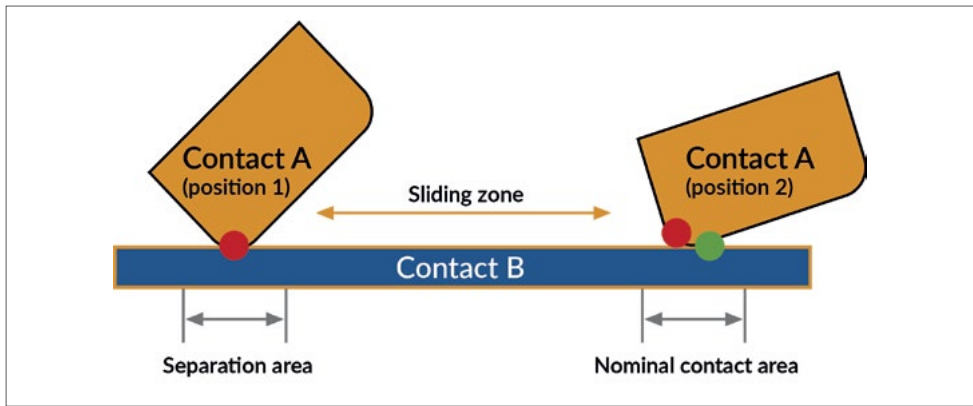 Contact A
(position 1)
Sliding zone
Contact A
(position 2)
Contact B
Separation area
Nominal contact area